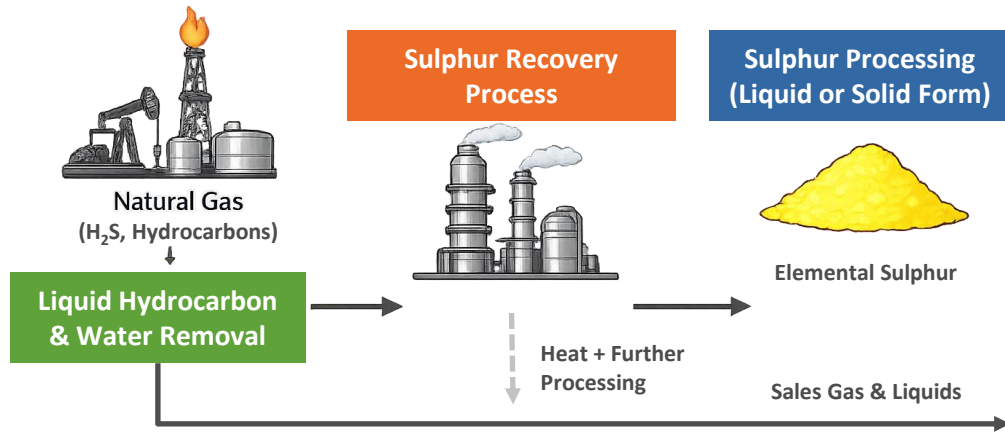 Natural Gas
(H₂S, Hydrocarbons)
Liquid Hydrocarbon
& Water Removal
Sulphur Recovery
Process
Heat + Further
Processing
Sulphur Processing
(Liquid or Solid Form)
Elemental Sulphur
Sales Gas & Liquids